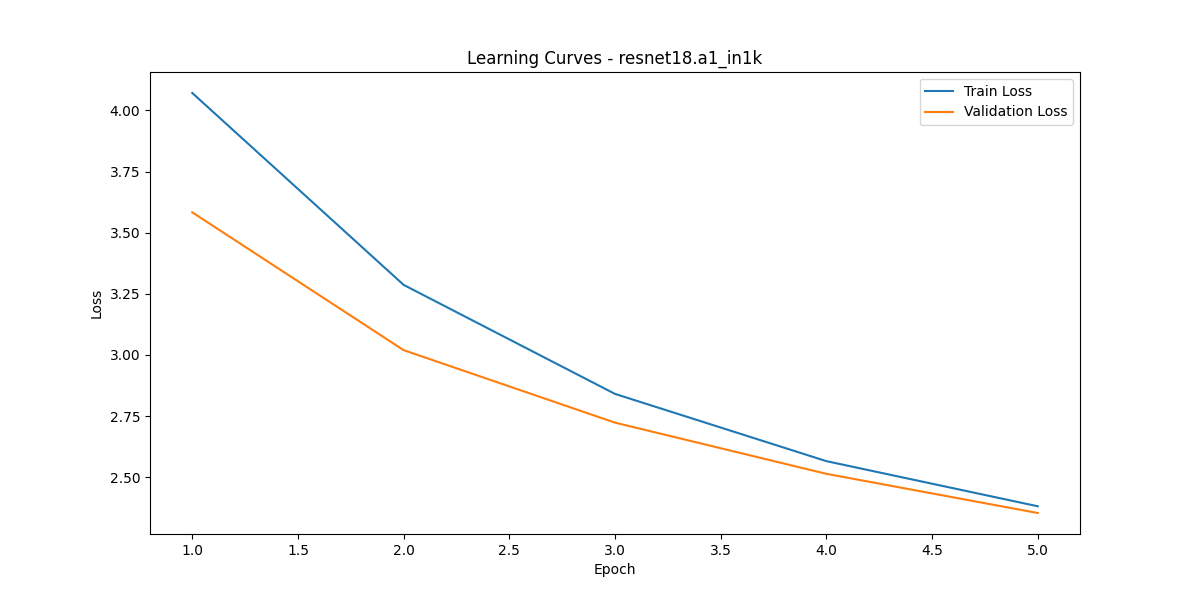 Learning Curves - resnet18.a1_in1k
Train Loss
Validation Loss
4.00
3.75
3.50
3.25
3.00
2.75
2.50
Loss
1.0 1.5 2.0 2.5 3.0 3.5 4.0 4.5 5.0
Epoch